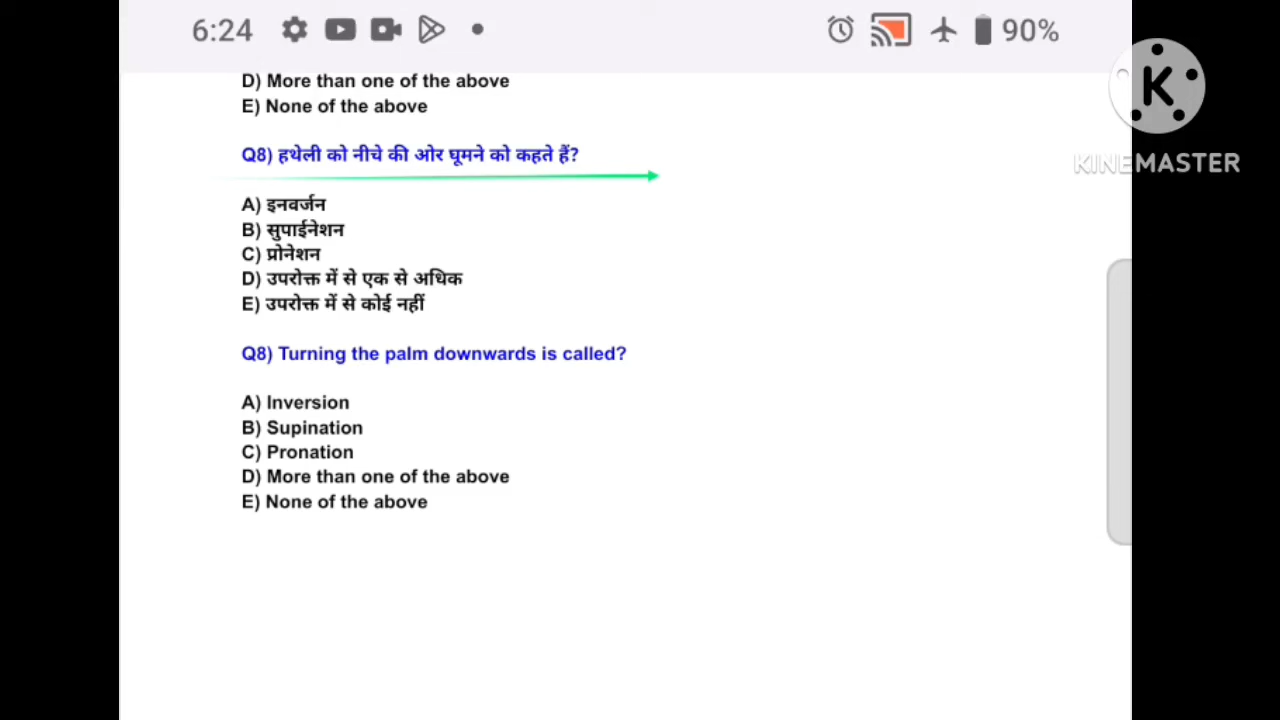 6:24 90%
K
KINEMASTER
D) More than one of the above
E) None of the above
Q8) हथेली को नीचे की ओर घूमने को कहते हैं?
A) इनवर्जन
B) सुपाईनेशन
C) प्रोनेशन
D) उपरोक्त में से एक से अधिक
E) उपरोक्त में से कोई नहीं
Q8) Turning the palm downwards is called?
A) Inversion
B) Supination
C) Pronation
D) More than one of the above
E) None of the above